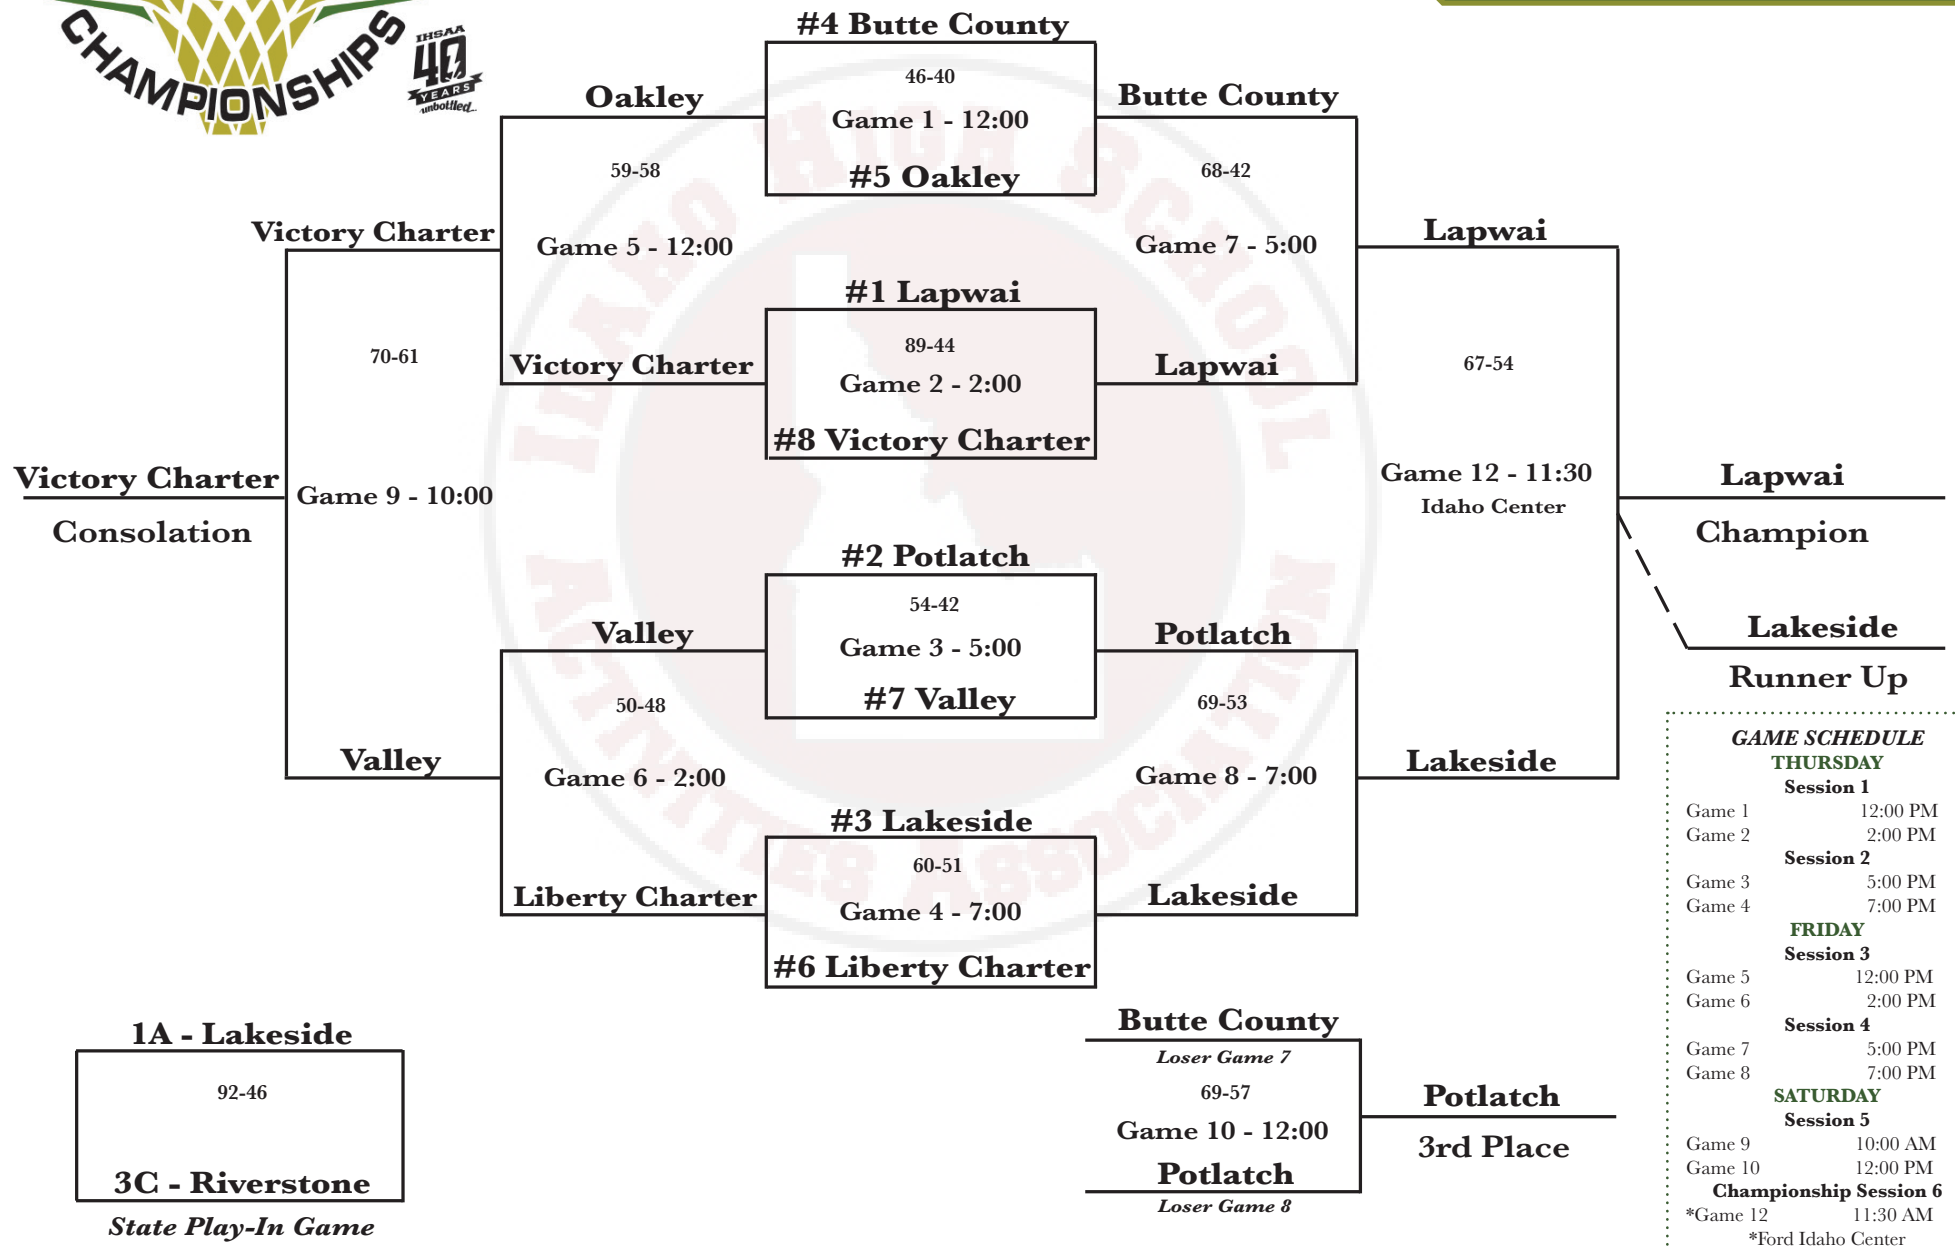 CHAMPIONSHIPS
IHSAA
40
YEARS
unbottled...
#4 Butte County
46-40
Oakley
Butte County
Game 1 - 12:00
59-58
#5 Oakley
68-42
Victory Charter
Lapwai
Game 5 - 12:00
Game 7 - 5:00
#1 Lapwai
70-61
89-44
67-54
Victory Charter
Lapwai
Game 2 - 2:00
#8 Victory Charter
Victory Charter
Game 9 - 10:00
Game 12 - 11:30
Idaho Center
Lapwai
Consolation
Champion
#2 Potlatch
54-42
Valley
Potlatch
Game 3 - 5:00
Lakeside
Runner Up
50-48
#7 Valley
69-53
Valley
Lakeside
Game 6 - 2:00
Game 8 - 7:00
#3 Lakeside
60-51
Liberty Charter
Lakeside
Game 4 - 7:00
#6 Liberty Charter
1A - Lakeside
92-46
3C - Riverstone
State Play-In Game
Butte County
Loser Game 7
69-57
Game 10 - 12:00
Potlatch
Loser Game 8
Potlatch
3rd Place
GAME SCHEDULE
THURSDAY
Session 1
Game 1 12:00 PM
Game 2 2:00 PM
Session 2
Game 3 5:00 PM
Game 4 7:00 PM
FRIDAY
Session 3
Game 5 12:00 PM
Game 6 2:00 PM
Session 4
Game 7 5:00 PM
Game 8 7:00 PM
SATURDAY
Session 5
Game 9 10:00 AM
Game 10 12:00 PM
Championship Session 6
*Game 12 11:30 AM
*Ford Idaho Center
IDAHO HIGH SCHOOL
ACTIVITIES ASSOCIATION